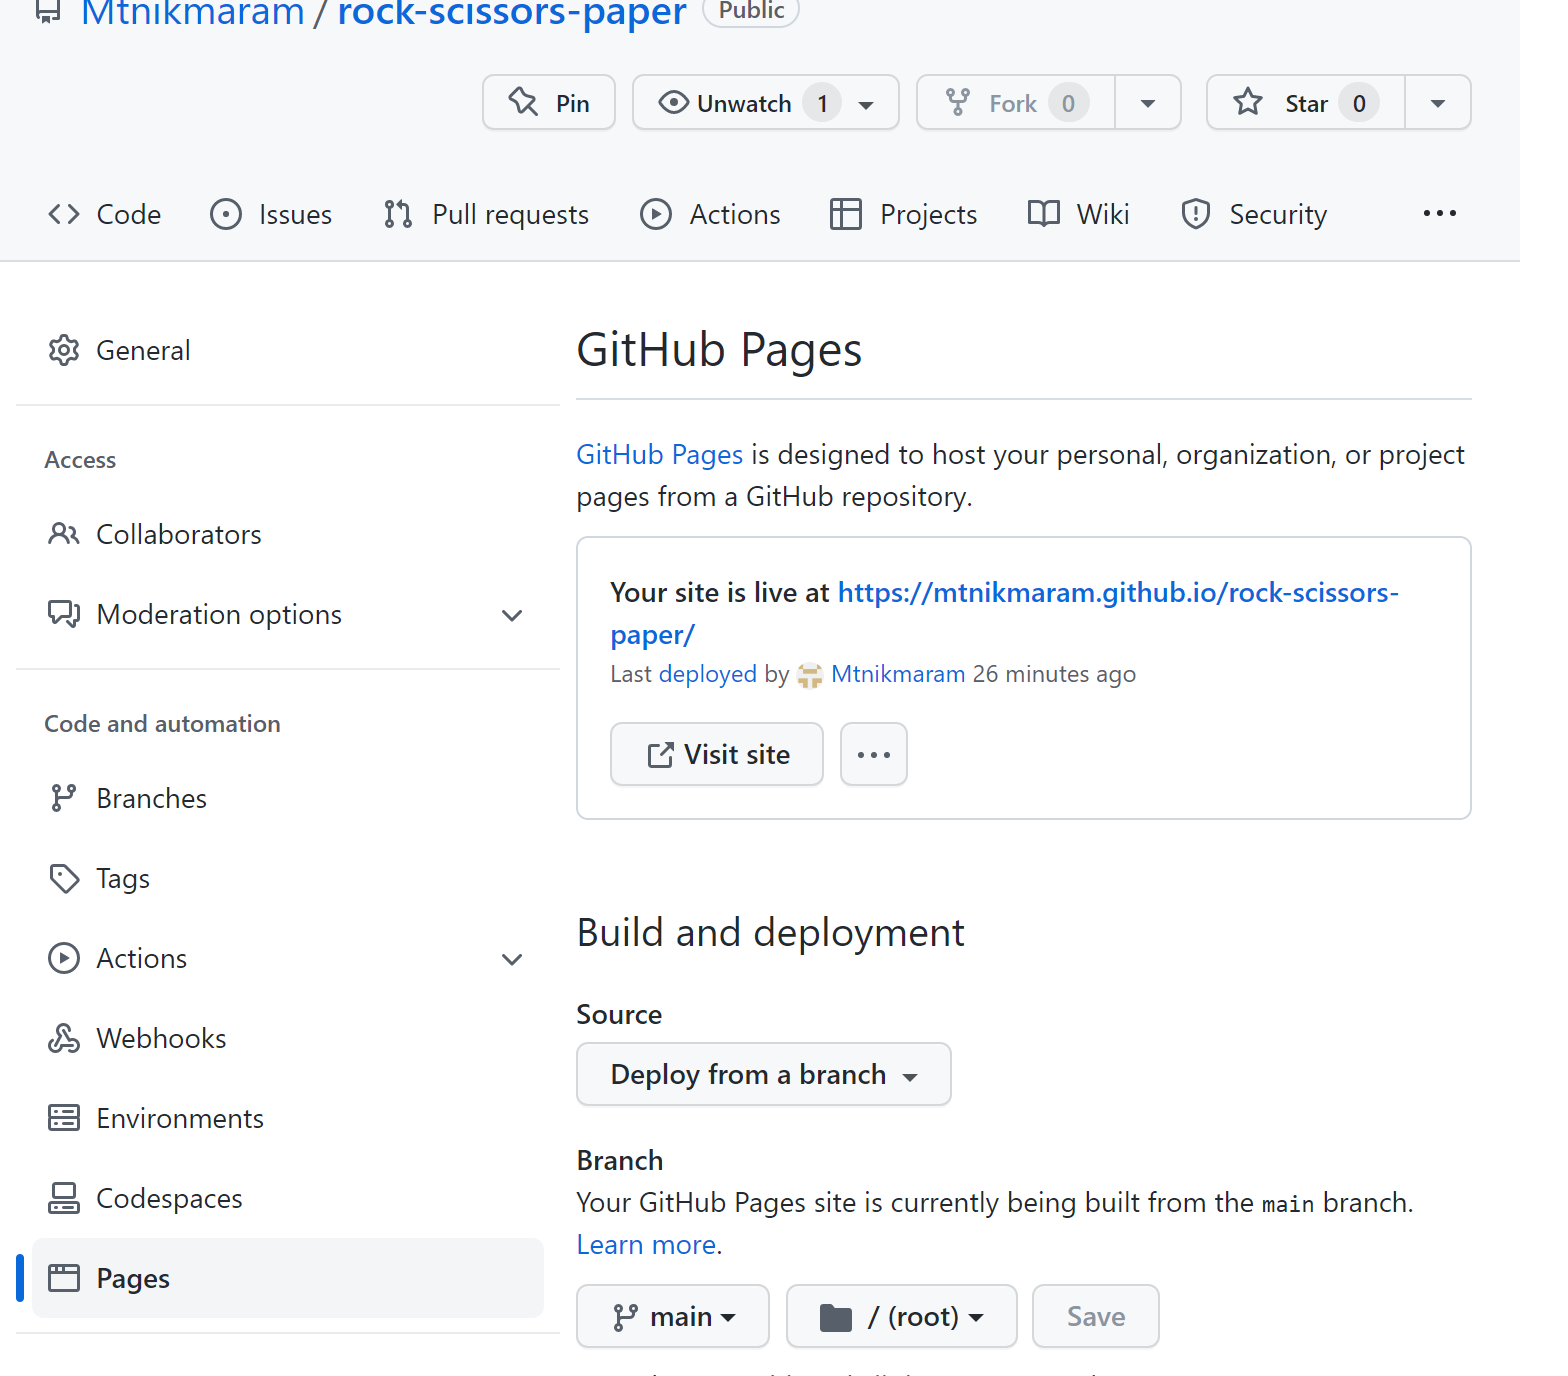 Mtnikmaram / rock-scissors-paper Public
Pin Unwatch 1 Fork 0 Star 0
Code Issues Pull requests Actions Projects Wiki Security ...
General
Access
Collaborators
Moderation options
Code and automation
Branches
Tags
Actions
Webhooks
Environments
Codespaces
Pages
GitHub Pages
GitHub Pages is designed to host your personal, organization, or project
pages from a GitHub repository.
Your site is live at https://mtnikmaram.github.io/rock-scissors-
paper/
Last deployed by Mtnikmaram 26 minutes ago
Visit site ...
Build and deployment
Source
Deploy from a branch
Branch
Your GitHub Pages site is currently being built from the main branch.
Learn more.
main / (root) Save